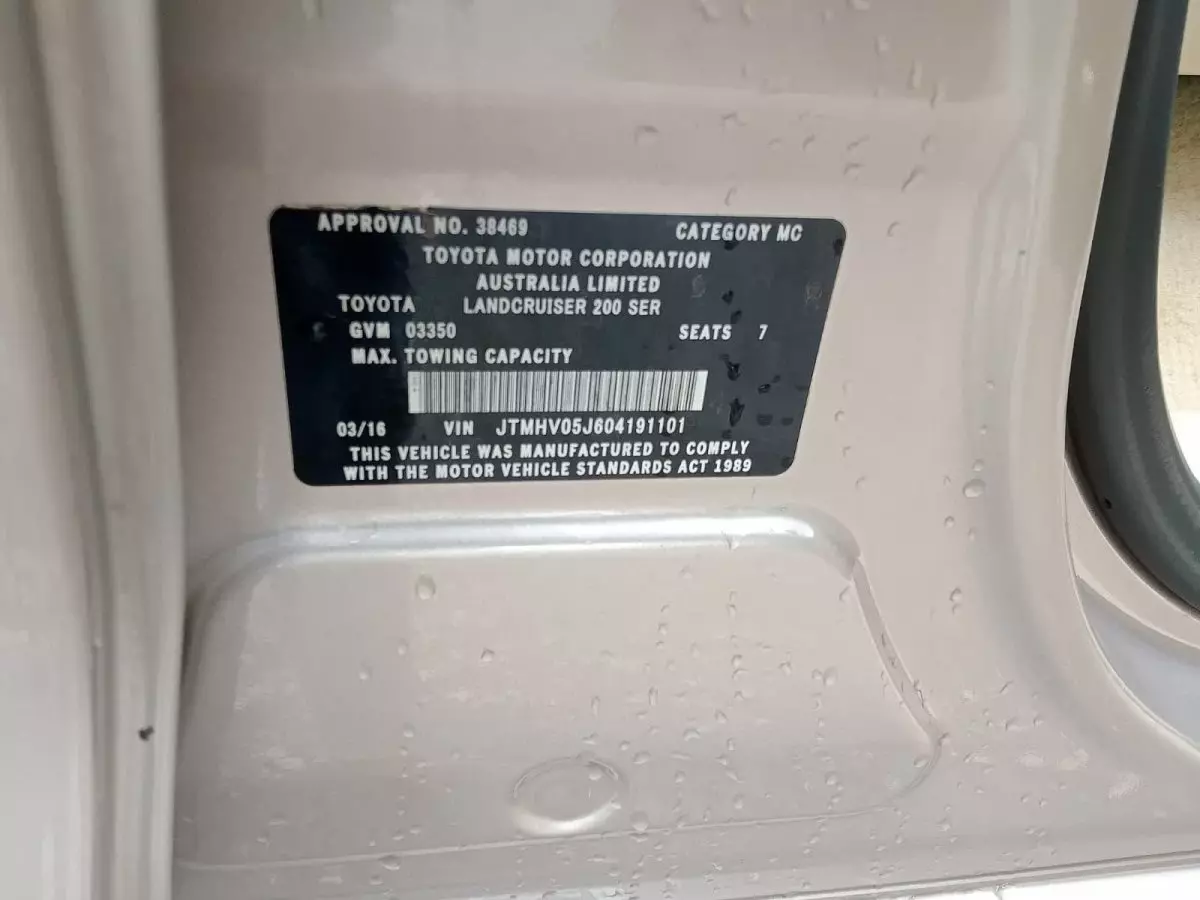 APPROVAL NO. 38469 CATEGORY MC
TOYOTA MOTOR CORPORATION
AUSTRALIA LIMITED
TOYOTA LANDCRUISER 200 SER
GVM 03350 SEATS 7
MAX. TOWING CAPACITY
03/16 VIN JTMHV05J604191101
THIS VEHICLE WAS MANUFACTURED TO COMPLY
WITH THE MOTOR VEHICLE STANDARDS ACT 1989